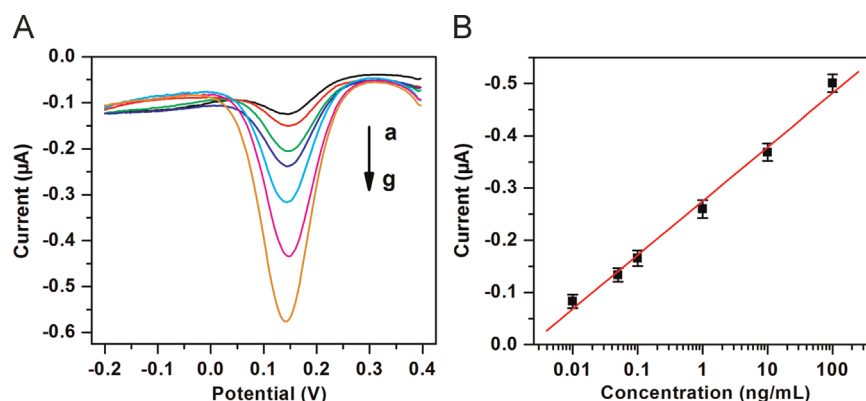 A
0.0
-0.1
-0.2
-0.3
-0.4
-0.5
-0.6
Current (µA)
a
g
-0.2 -0.1 0.0 0.1 0.2 0.3 0.4
Potential (V)
B
-0.5
-0.4
-0.3
-0.2
-0.1
0.0
Current (µA)
0.01 0.1 1 10 100
Concentration (ng/mL)